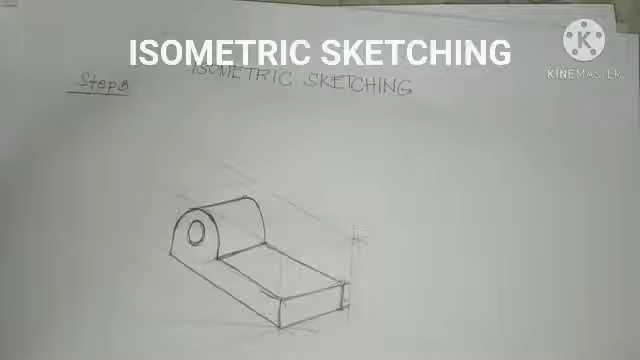 ISOMETRIC SKETCHING
ISOMETRIC SKETCHING
Steps
K
KINEMASTER